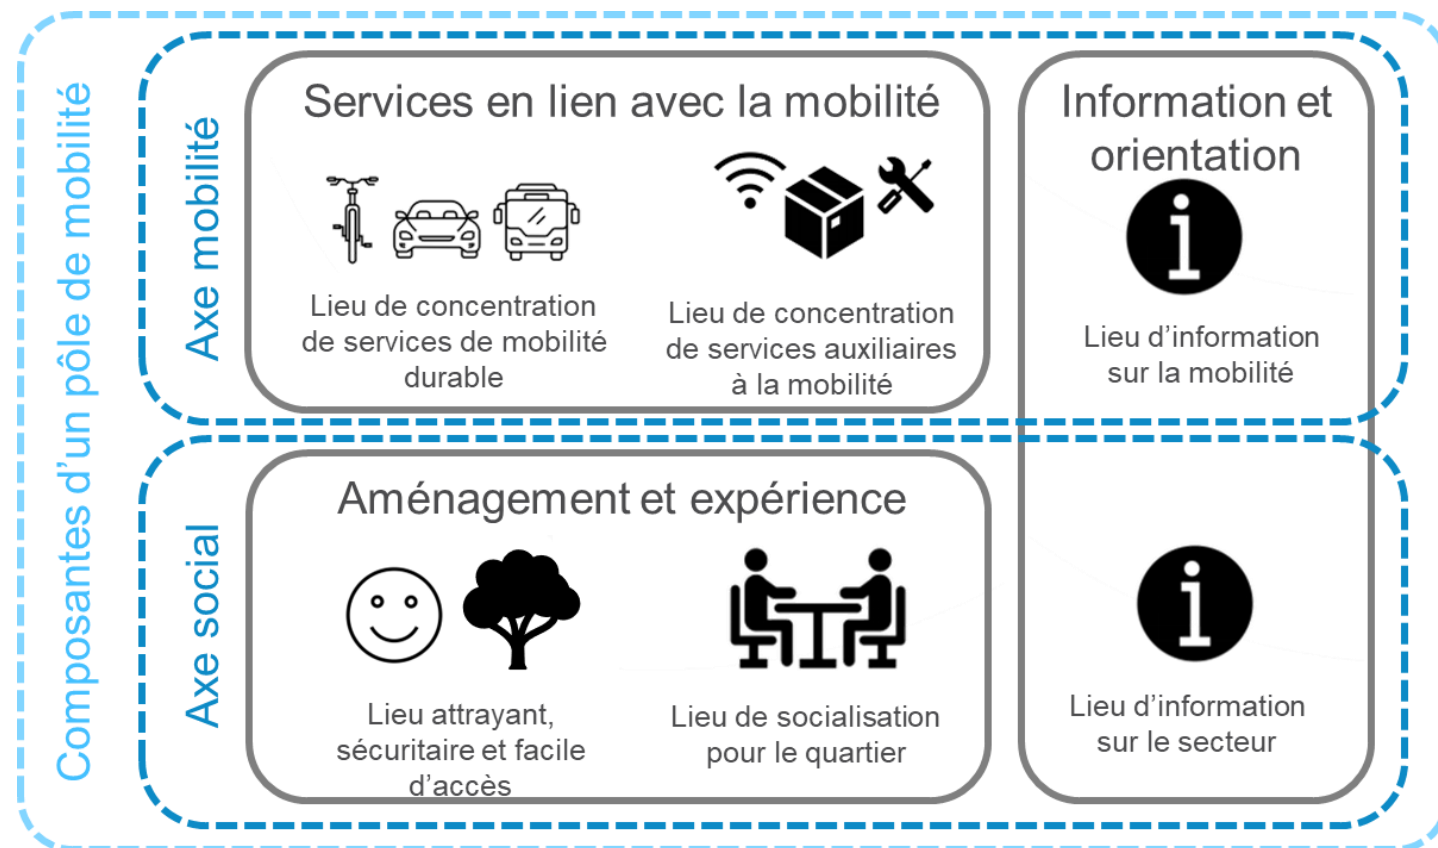 Composantes d’un pôle de mobilité
Axe mobilité
Services en lien avec la mobilité
Lieu de concentration
de services de mobilité
durable
Lieu de concentration
de services auxiliaires
à la mobilité
Information et
orientation
Lieu d’information
sur la mobilité
Axe social
Aménagement et expérience
Lieu attrayant,
sécuritaire et facile
d’accès
Lieu de socialisation
pour le quartier
Lieu d’information
sur le secteur